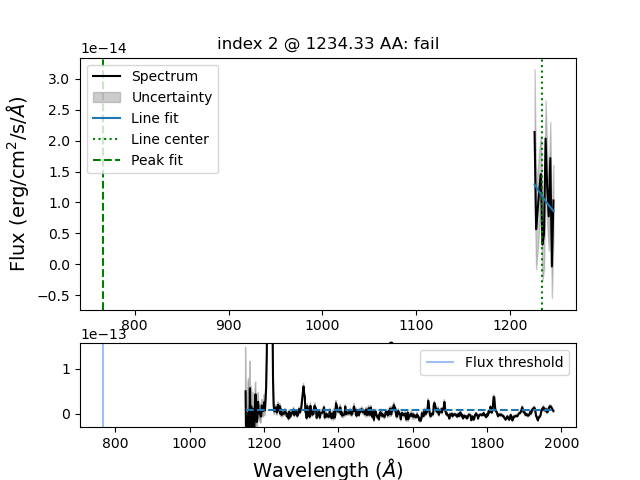 index 2 @ 1234.33 AA: fail
1e−14
Flux (erg/cm²/s/Å)
3.0
2.5
2.0
1.5
1.0
0.5
0.0
−0.5
Spectrum
Uncertainty
Line fit
Line center
Peak fit
800 900 1000 1100 1200
1e−13
1
0
Flux threshold
800 1000 1200 1400 1600 1800 2000
Wavelength (Å)